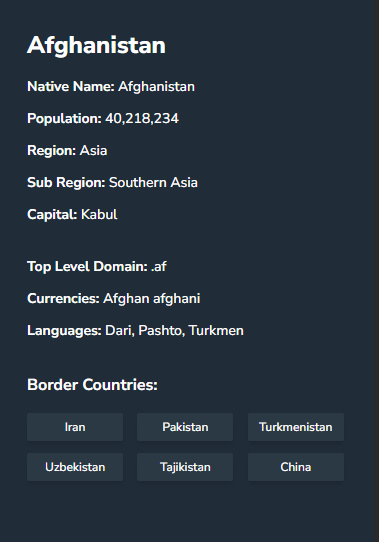 Afghanistan
Native Name: Afghanistan
Population: 40,218,234
Region: Asia
Sub Region: Southern Asia
Capital: Kabul
Top Level Domain: .af
Currencies: Afghan afghani
Languages: Dari, Pashto, Turkmen
Border Countries:
Iran Pakistan Turkmenistan
Uzbekistan Tajikistan China